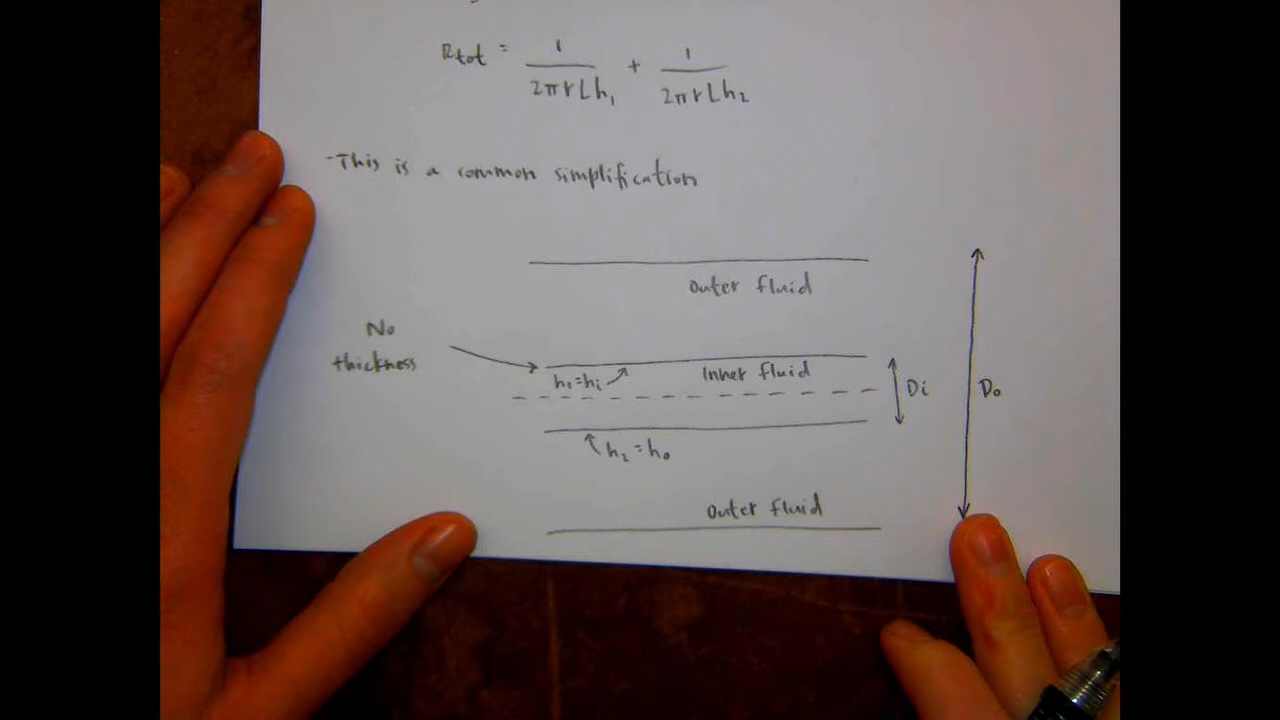 Rtot = 1/(2πrLh₁) + 1/(2πrLh₂)
-This is a common simplification
Outer fluid
No
thickness
h₁=hᵢ
Inner fluid
Di
Do
h₂=h₀
Outer fluid